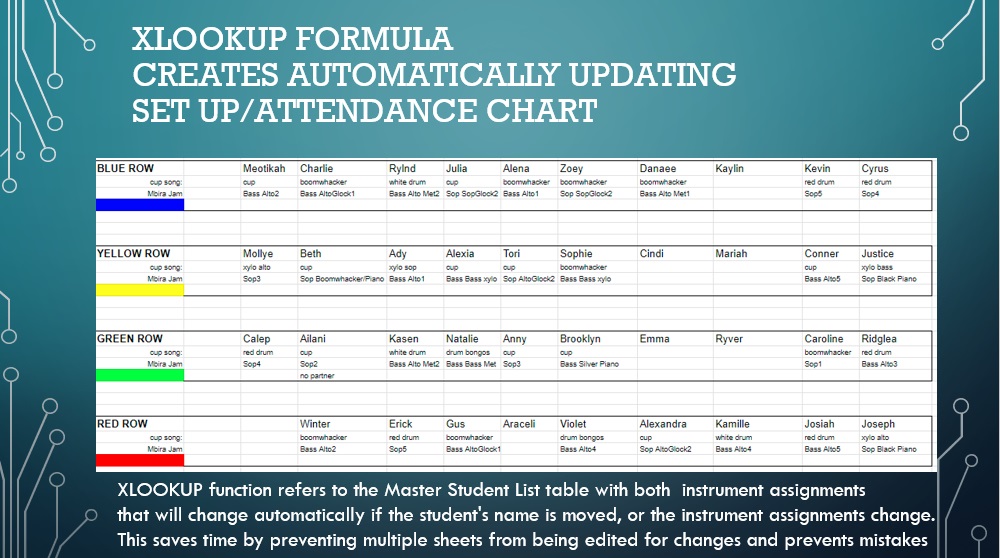 XLOOKUP FORMULA
CREATES AUTOMATICALLY UPDATING
SET UP/ATTENDANCE CHART
BLUE ROW Meotikah Charlie Rylnd Julia Alena Zoey Danaee Kaylin Kevin Cyrus
cup song: cup boomwhacker white drum cup boomwhacker boomwhacker boomwhacker red drum red drum
Mbira Jam Bass Alto2 Bass AltoGlock1 Bass Alto Met2 Sop SopGlock2 Bass Alto1 Sop SopGlock2 Bass Alto Met1 Sop5 Sop4
YELLOW ROW Mollye Beth Ady Alexia Tori Sophie Cindi Mariah Conner Justice
cup song: xylo alto cup xylo sop cup cup boomwhacker cup xylo bass
Mbira Jam Sop3 Sop Boomwhacker/Piano Bass Alto1 Bass Bass xylo Sop AltoGlock2 Bass Bass xylo Bass Alto5 Sop Black Piano
GREEN ROW Calep Ailani Kasen Natalie Anny Brooklyn Emma Ryver Caroline Ridglea
cup song: red drum cup white drum drum bongos cup cup boomwhacker red drum
Mbira Jam Sop4 Sop2 Bass Alto Met2 Bass Bass Met Sop3 Bass Silver Piano Sop1 Bass Alto3
no partner
RED ROW Winter Erick Gus Araceli Violet Alexandra Kamille Josiah Joseph
cup song: boomwhacker red drum boomwhacker drum bongos cup white drum red drum xylo alto
Mbira Jam Bass Alto2 Sop5 Bass AltoGlock1 Bass Alto4 Sop AltoGlock2 Bass Alto4 Bass Alto5 Sop Black Piano
XLOOKUP function refers to the Master Student List table with both instrument assignments
that will change automatically if the student's name is moved, or the instrument assignments change.
This saves time by preventing multiple sheets from being edited for changes and prevents mistakes